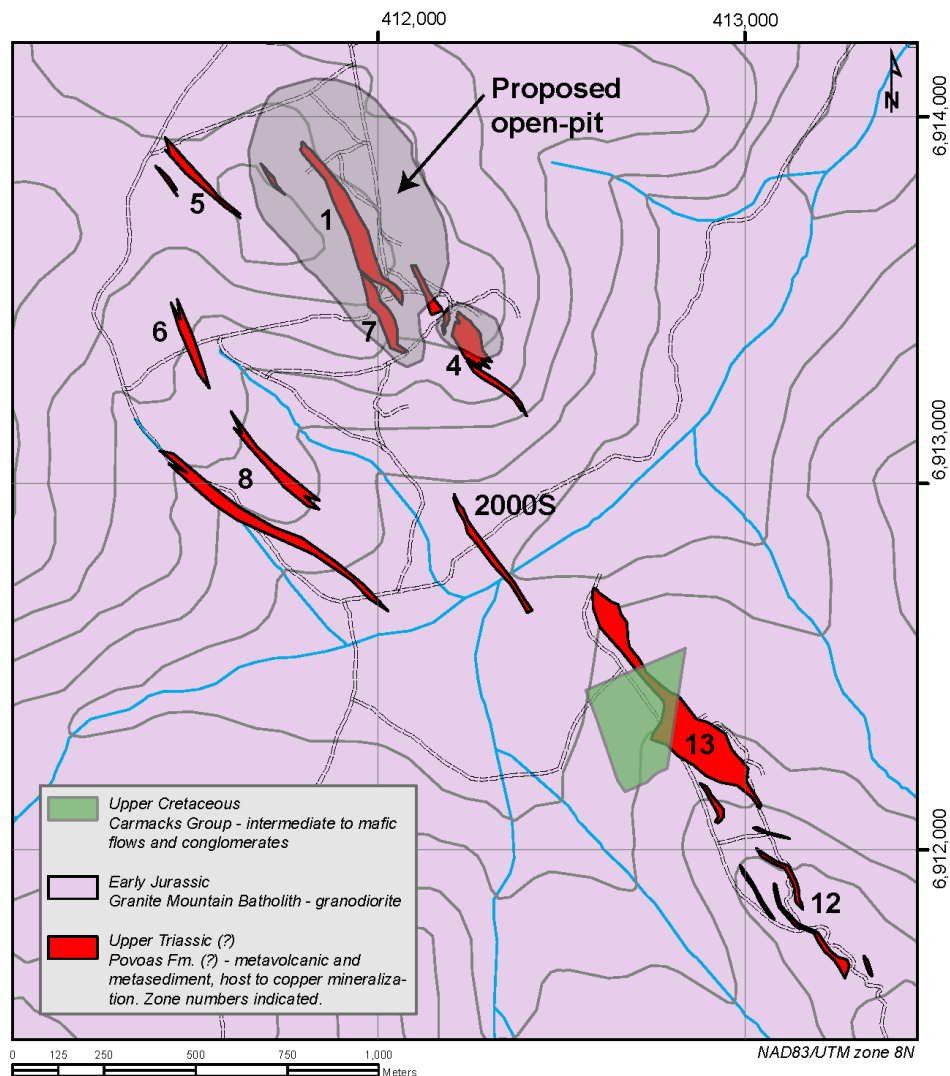 412,000
413,000
Proposed
open-pit
N
6,914,000
5
1
6
7
4
8
2000S
6,913,000
13
12
6,912,000
Upper Cretaceous
Carmacks Group - intermediate to mafic
flows and conglomerates
Early Jurassic
Granite Mountain Batholith - granodiorite
Upper Triassic (?)
Povoas Fm. (?) - metavolcanic and
metasediment, host to copper mineraliza-
tion. Zone numbers indicated.
NAD83/UTM zone 8N
0 125 250 500 750 1,000
Meters